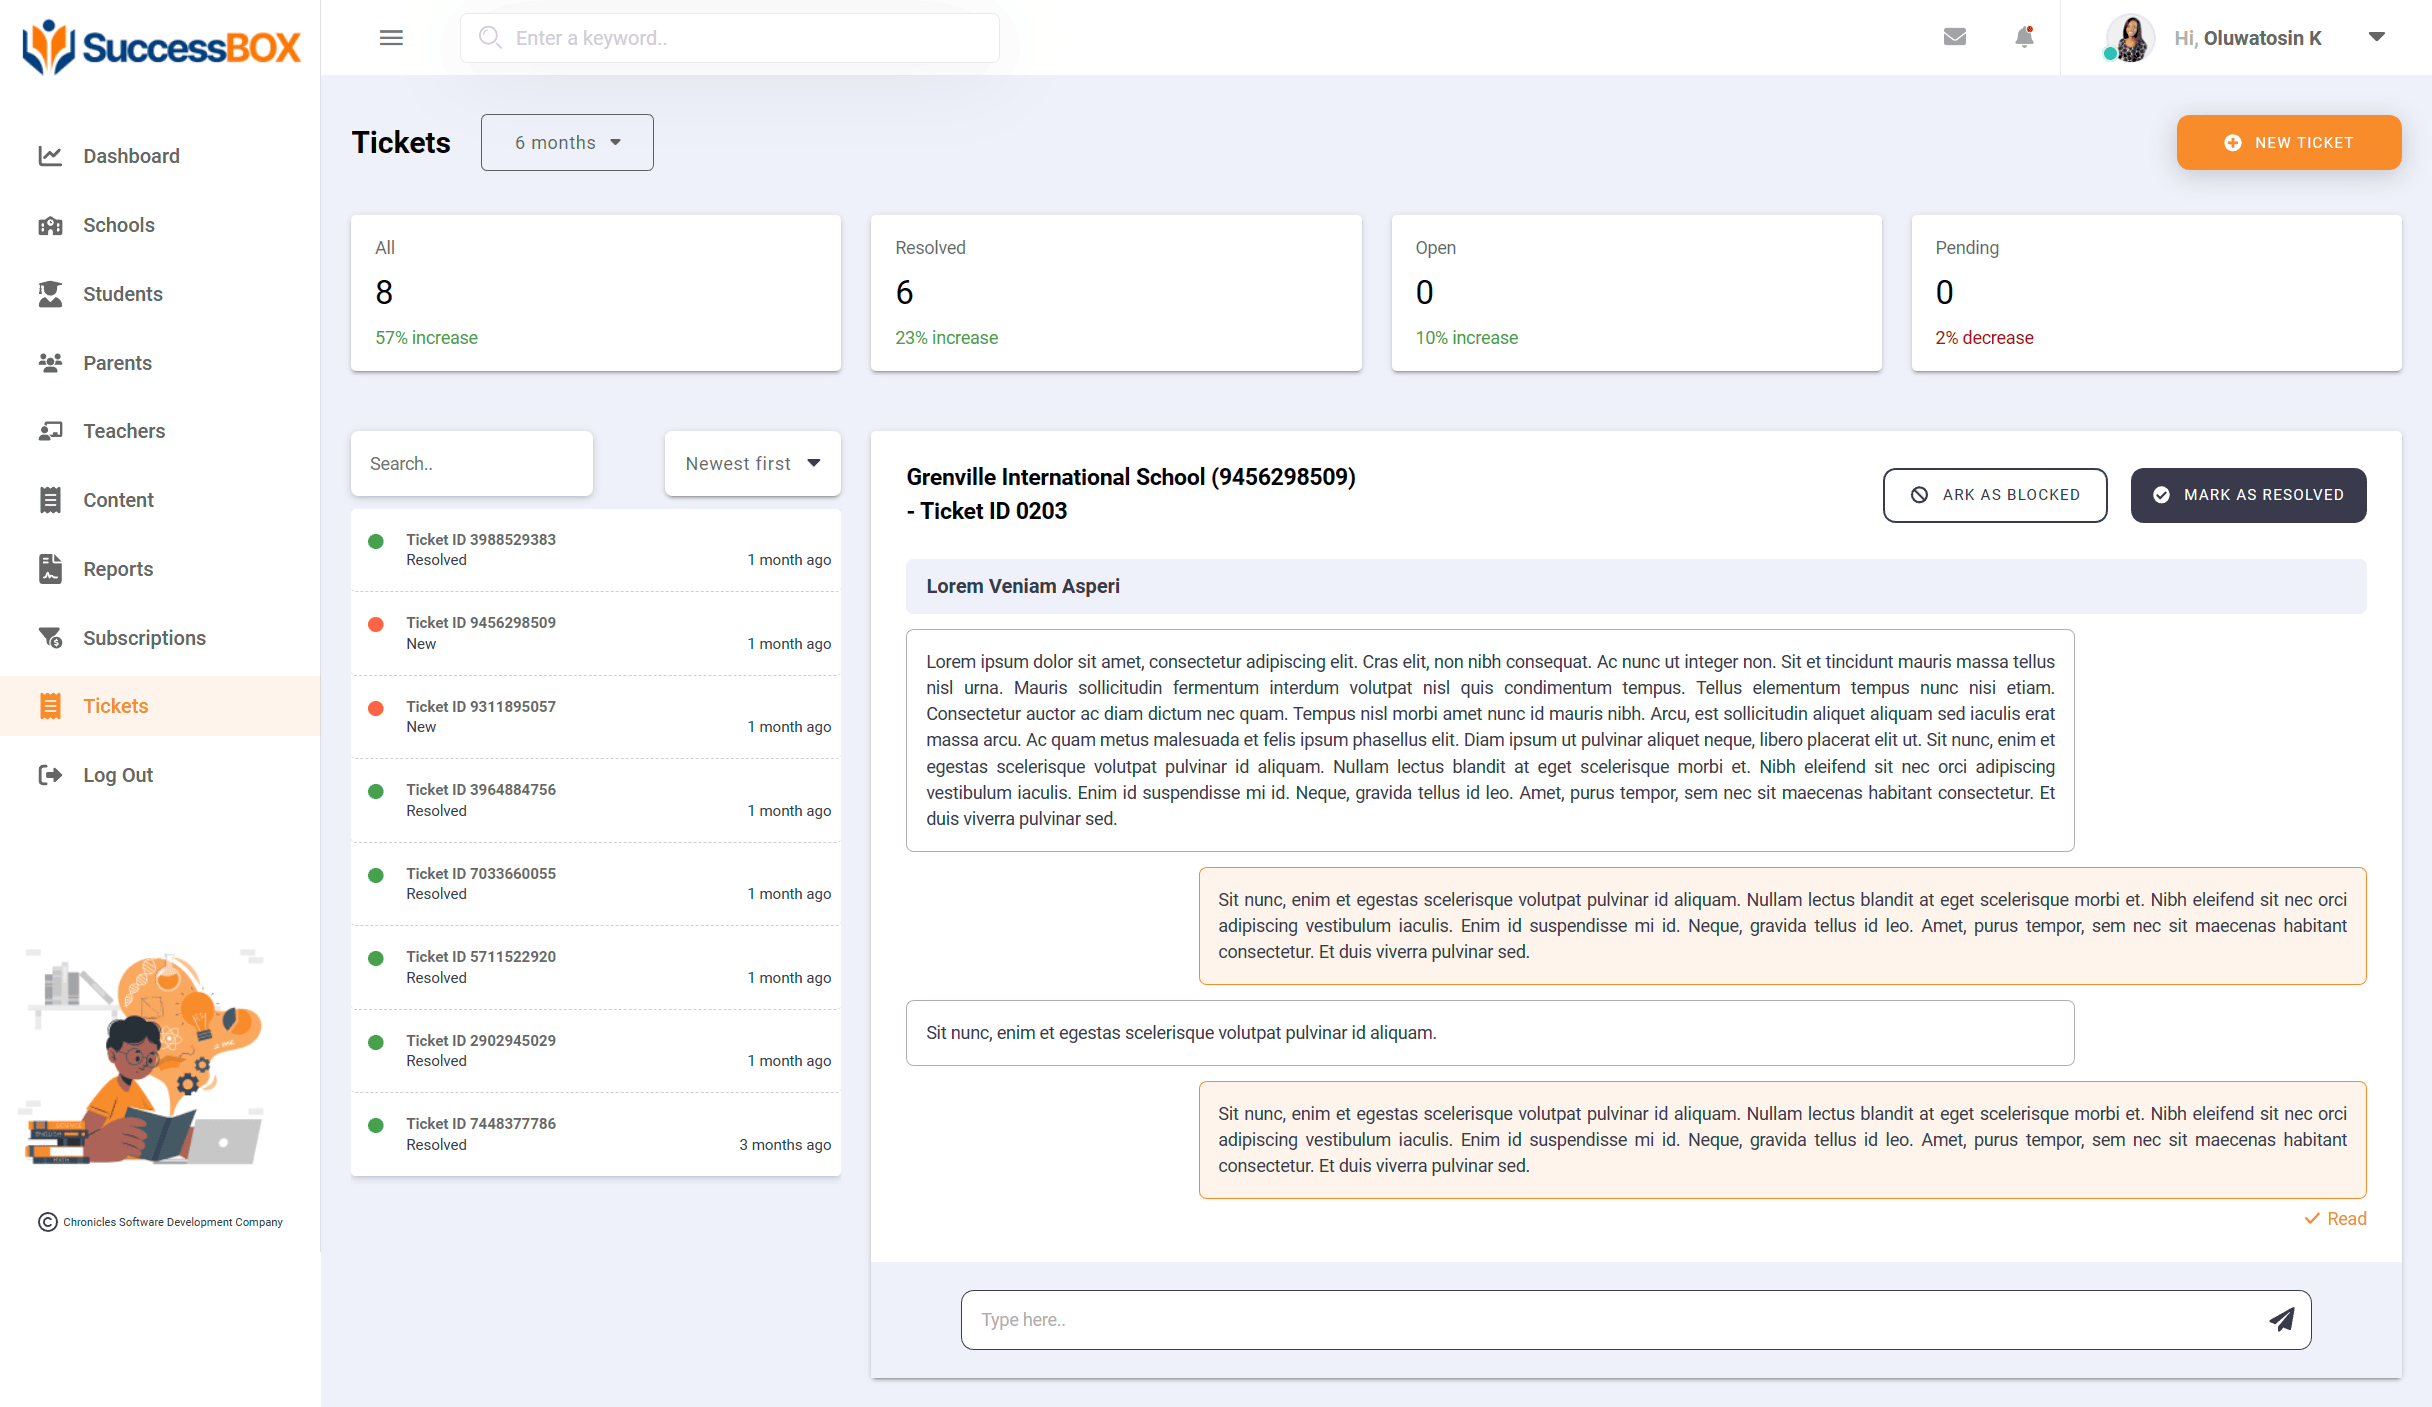 SuccessBOX
Enter a keyword..
Hi, Oluwatosin K
Dashboard
Schools
Students
Parents
Teachers
Content
Reports
Subscriptions
Tickets
Log Out
Chronicles Software Development Company
Tickets
6 months
NEW TICKET
All
8
57% increase
Resolved
6
23% increase
Open
0
10% increase
Pending
0
2% decrease
Search..
Newest first
Ticket ID 3988529383
Resolved
1 month ago
Ticket ID 9456298509
New
1 month ago
Ticket ID 9311895057
New
1 month ago
Ticket ID 3964884756
Resolved
1 month ago
Ticket ID 7033660055
Resolved
1 month ago
Ticket ID 5711522920
Resolved
1 month ago
Ticket ID 2902945029
Resolved
1 month ago
Ticket ID 7448377786
Resolved
3 months ago
Grenville International School (9456298509)
- Ticket ID 0203
ARK AS BLOCKED
MARK AS RESOLVED
Lorem Veniam Asperi
Lorem ipsum dolor sit amet, consectetur adipiscing elit. Cras elit, non nibh consequat. Ac nunc ut integer non. Sit et tincidunt mauris massa tellus
nisl urna. Mauris sollicitudin fermentum interdum volutpat nisl quis condimentum tempus. Tellus elementum tempus nunc nisi etiam.
Consectetur auctor ac diam dictum nec quam. Tempus nisl morbi amet nunc id mauris nibh. Arcu, est sollicitudin aliquet aliquam sed iaculis erat
massa arcu. Ac quam metus malesuada et felis ipsum phasellus elit. Diam ipsum ut pulvinar aliquet neque, libero placerat elit ut. Sit nunc, enim et
egestas scelerisque volutpat pulvinar id aliquam. Nullam lectus blandit at eget scelerisque morbi et. Nibh eleifend sit nec orci adipiscing
vestibulum iaculis. Enim id suspendisse mi id. Neque, gravida tellus id leo. Amet, purus tempor, sem nec sit maecenas habitant consectetur. Et
duis viverra pulvinar sed.
Sit nunc, enim et egestas scelerisque volutpat pulvinar id aliquam. Nullam lectus blandit at eget scelerisque morbi et. Nibh eleifend sit nec orci
adipiscing vestibulum iaculis. Enim id suspendisse mi id. Neque, gravida tellus id leo. Amet, purus tempor, sem nec sit maecenas habitant
consectetur. Et duis viverra pulvinar sed.
Sit nunc, enim et egestas scelerisque volutpat pulvinar id aliquam.
Sit nunc, enim et egestas scelerisque volutpat pulvinar id aliquam. Nullam lectus blandit at eget scelerisque morbi et. Nibh eleifend sit nec orci
adipiscing vestibulum iaculis. Enim id suspendisse mi id. Neque, gravida tellus id leo. Amet, purus tempor, sem nec sit maecenas habitant
consectetur. Et duis viverra pulvinar sed.
Read
Type here..